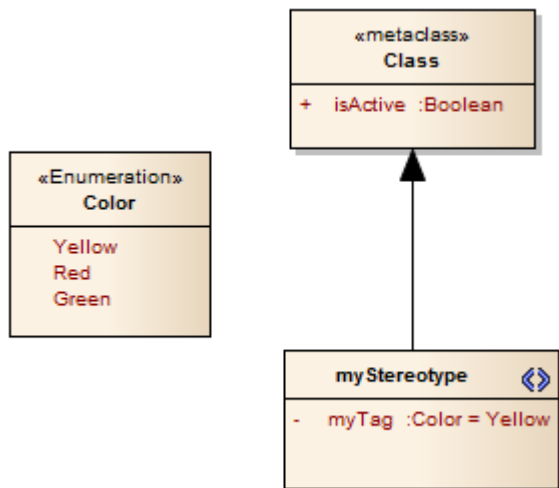 «metaclass»
Class
+ isActive :Boolean
«Enumeration»
Color
Yellow
Red
Green
myStereotype
- myTag :Color = Yellow